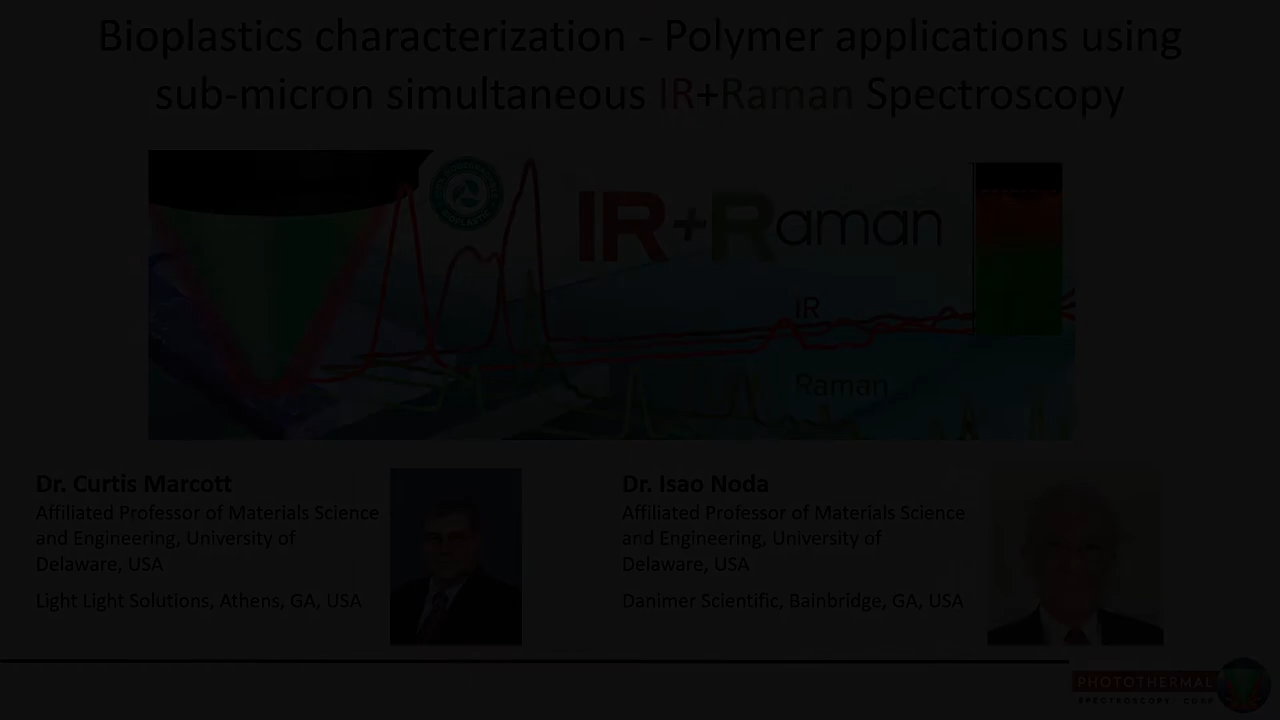 Bioplastics characterization - Polymer applications using
sub-micron simultaneous IR+Raman Spectroscopy
IR+Raman
IR
Raman
Dr. Curtis Marcott
Affiliated Professor of Materials Science
and Engineering, University of
Delaware, USA
Light Light Solutions, Athens, GA, USA
Dr. Isao Noda
Affiliated Professor of Materials Science
and Engineering, University of
Delaware, USA
Danimer Scientific, Bainbridge, GA, USA
PHOTOTHERMAL
SPECTROSCOPY CORP